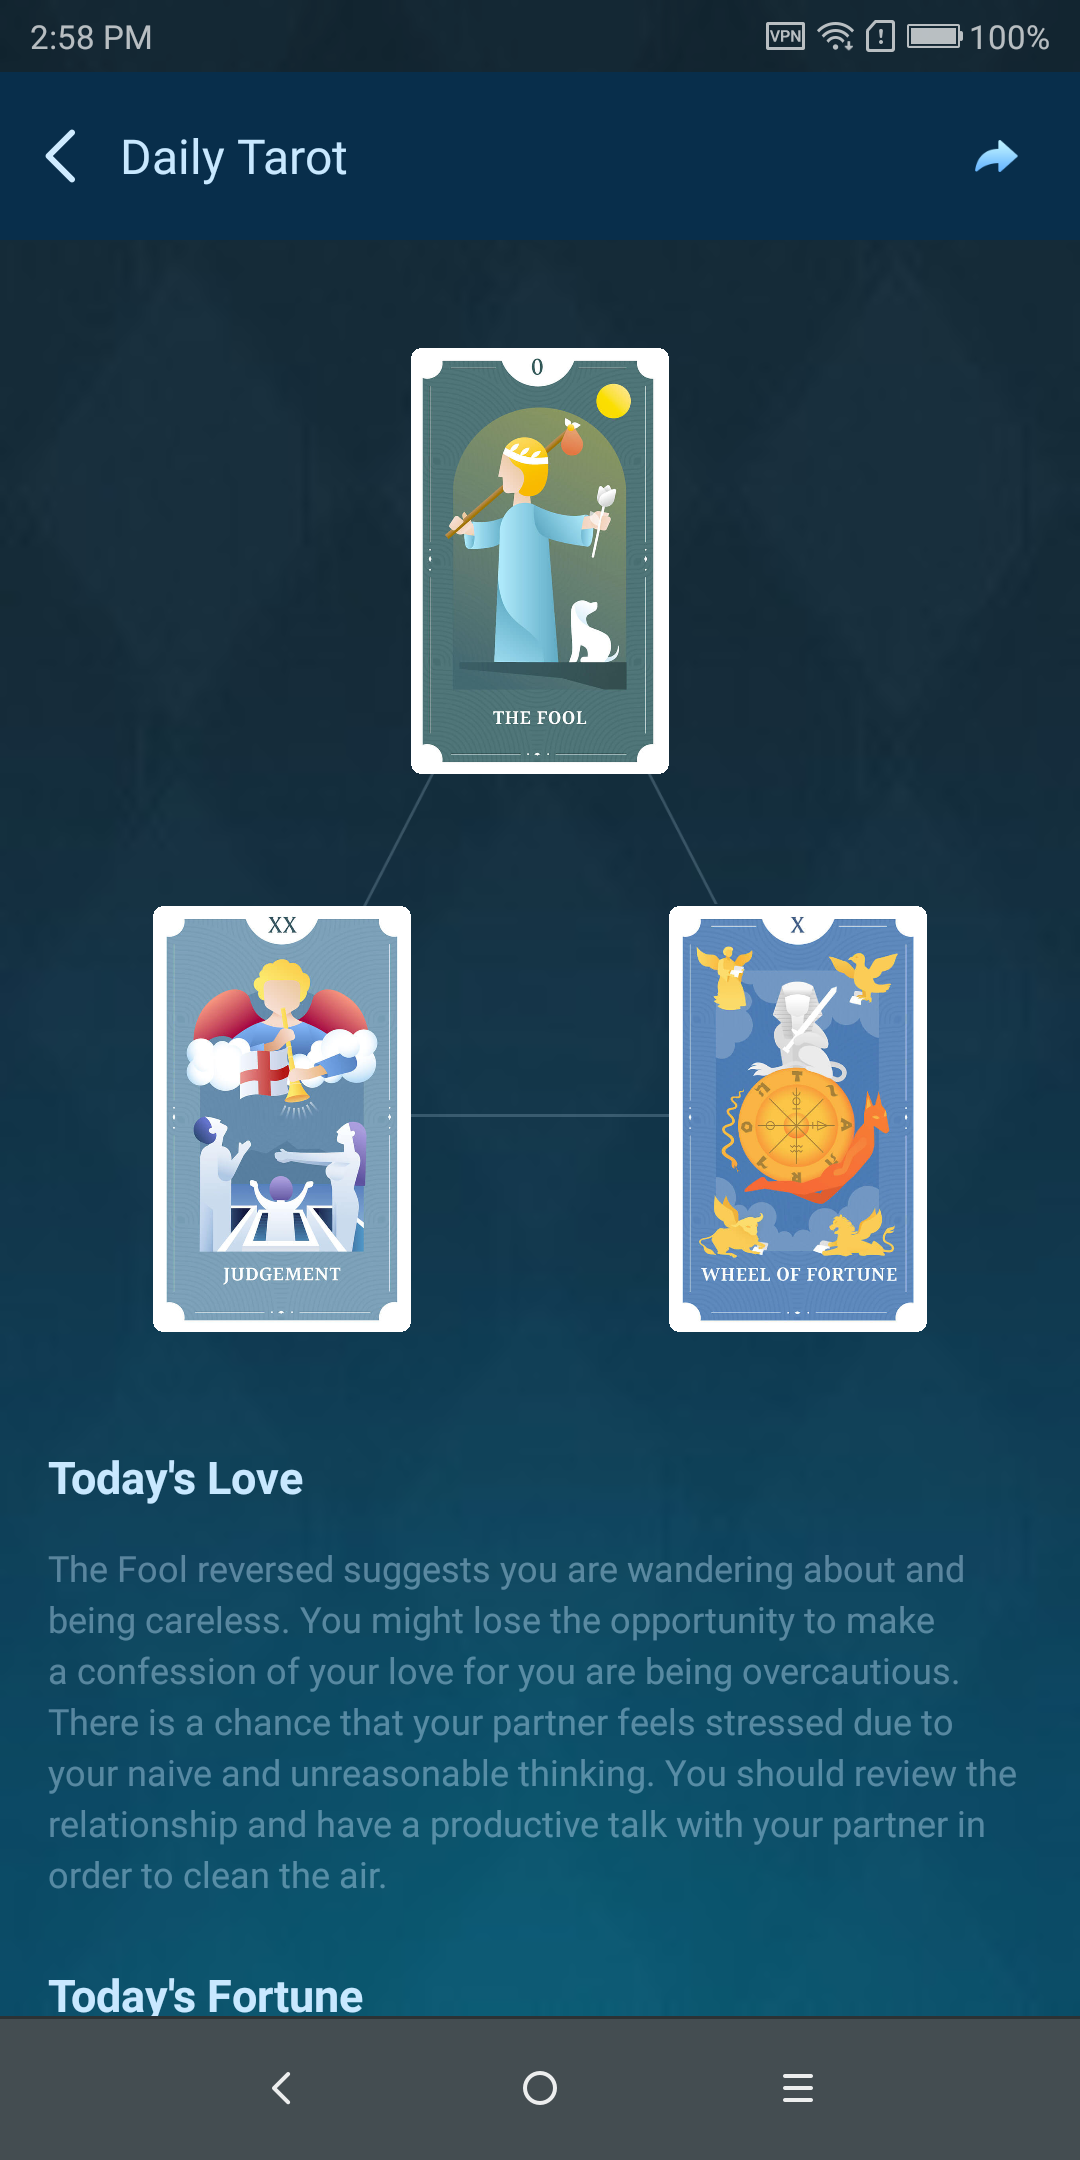 2:58 PM
VPN
100%
Daily Tarot
0
THE FOOL
XX
JUDGEMENT
X
WHEEL OF FORTUNE
Today's Love
The Fool reversed suggests you are wandering about and
being careless. You might lose the opportunity to make
a confession of your love for you are being overcautious.
There is a chance that your partner feels stressed due to
your naive and unreasonable thinking. You should review the
relationship and have a productive talk with your partner in
order to clean the air.
Today's Fortune